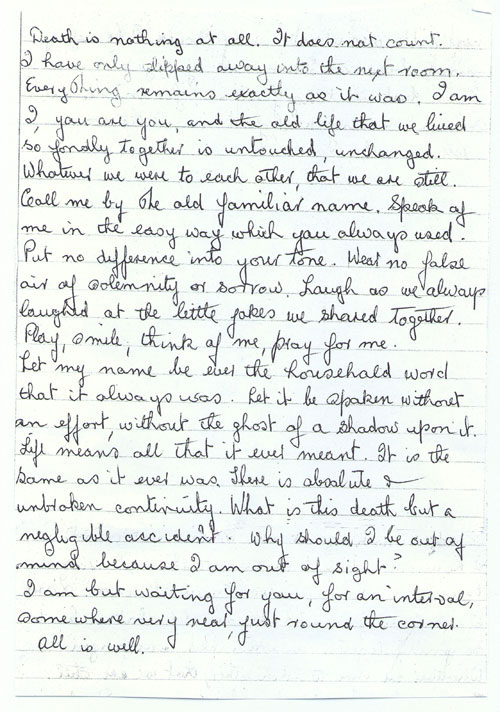 Death is nothing at all. It does not count.
I have only slipped away into the next room.
Everything remains exactly as it was. I am
I, you are you, and the old life that we lived
so fondly together is untouched, unchanged.
Whatever we were to each other, that we are still.
Call me by the old familiar name. Speak of
me in the easy way which you always used.
Put no difference into your tone. Wear no false
air of solemnity or sorrow. Laugh as we always
laughed at the little jokes we shared together.
Play, smile, think of me, pray for me.
Let my name be ever the household word
that it always was. Let it be spoken without
an effort, without the ghost of a shadow upon it.
Life means all that it ever meant. It is the
same as it ever was. There is absolute &
unbroken continuity. What is this death but a
negligible accident. Why should I be out of
mind because I am out of sight?
I am but waiting for you, for an interval,
somewhere very near, just round the corner.
All is well.